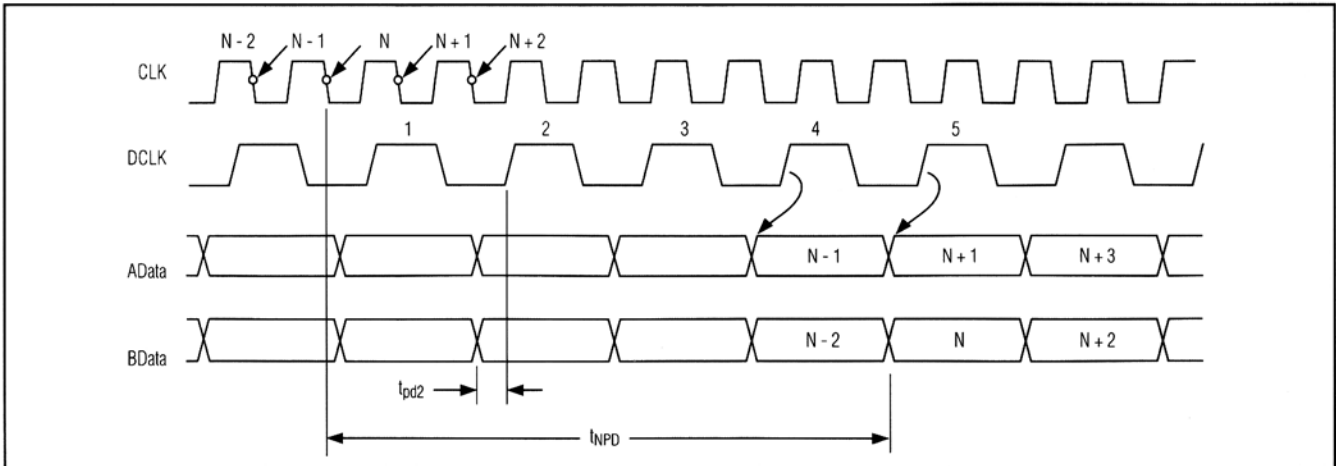 N - 2 N - 1 N N + 1 N + 2
CLK
1 2 3 4 5
DCLK
AData N - 1 N + 1 N + 3
BData N - 2 N N + 2
tpd2
tNPD